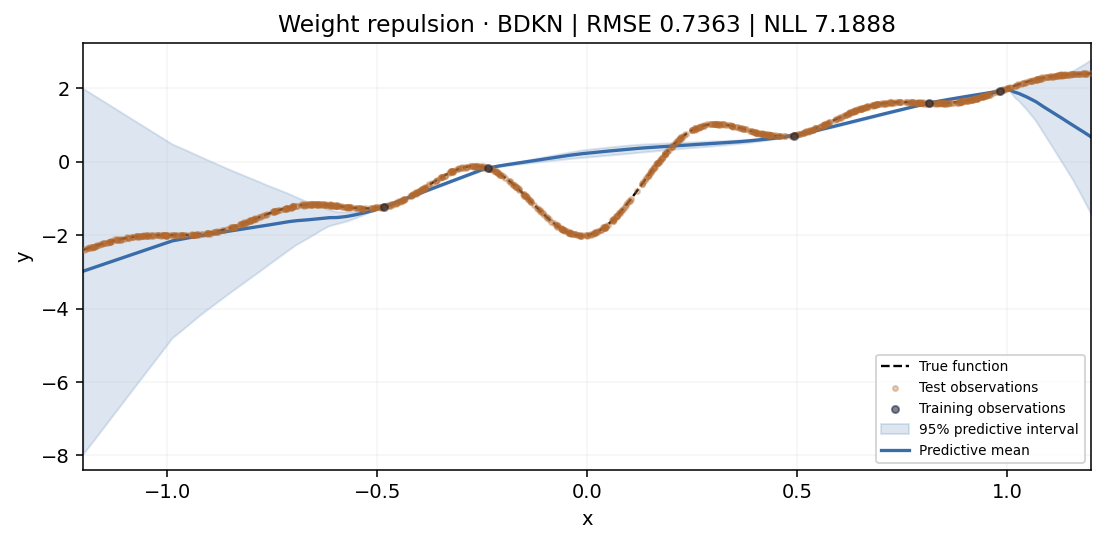 Weight repulsion · BDKN | RMSE 0.7363 | NLL 7.1888
2
0
−2
−4
−6
−8
y
−1.0
−0.5
0.0
0.5
1.0
x
True function
Test observations
Training observations
95% predictive interval
Predictive mean